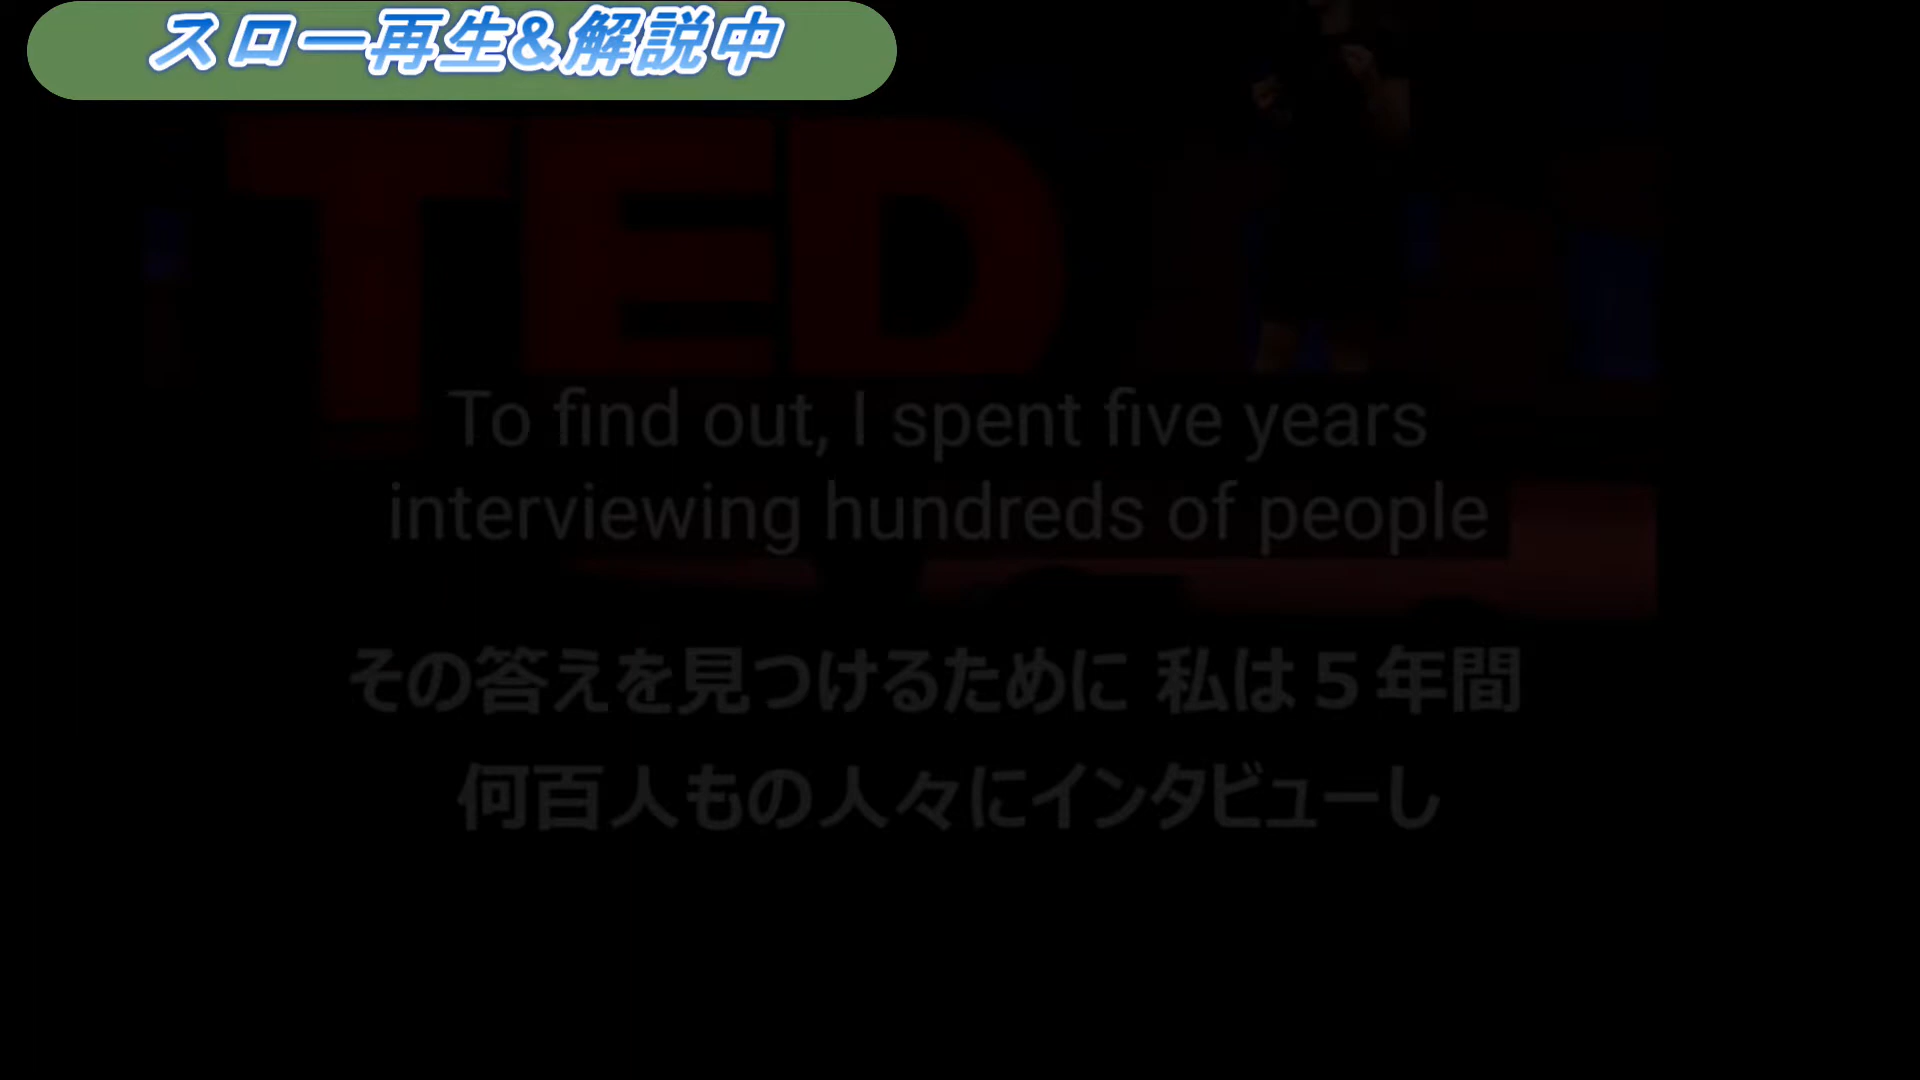 スロー再生&解説中
TED
To find out, I spent five years
interviewing hundreds of people
その答えを見つけるために 私は５年間
何百人もの人々にインタビューし